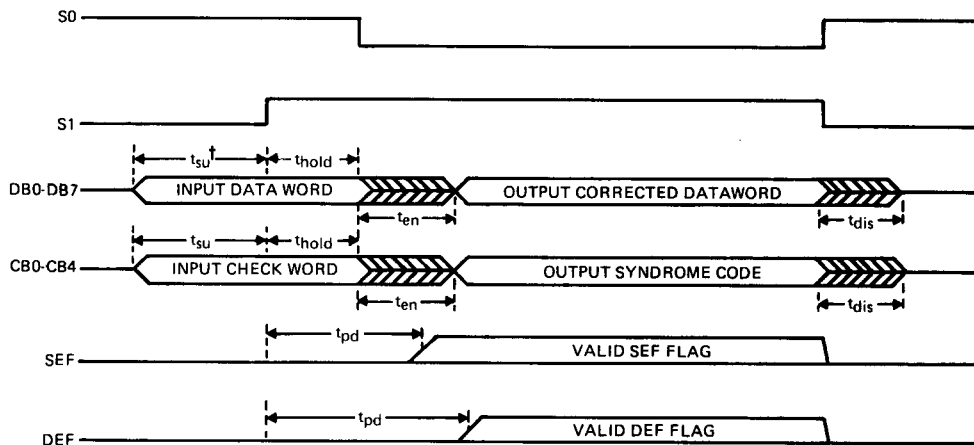 S0
S1
tsu† thold
DB0-DB7 INPUT DATA WORD OUTPUT CORRECTED DATAWORD
ten tdis
tsu thold
CB0-CB4 INPUT CHECK WORD OUTPUT SYNDROME CODE
ten tdis
tpd
SEF VALID SEF FLAG
tpd
DEF VALID DEF FLAG